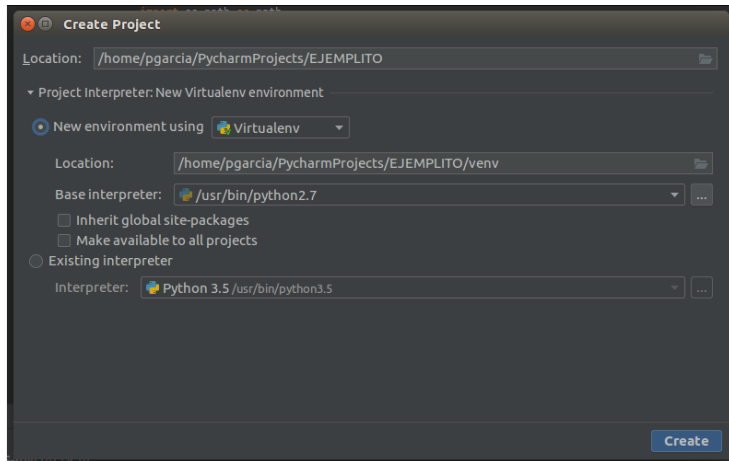 Create Project
Location: /home/pgarcia/PycharmProjects/EJEMPLITO
Project Interpreter: New Virtualenv environment
New environment using Virtualenv
Location: /home/pgarcia/PycharmProjects/EJEMPLITO/venv
Base interpreter: /usr/bin/python2.7 ...
Inherit global site-packages
Make available to all projects
Existing interpreter
Interpreter: Python 3.5 /usr/bin/python3.5 ...
Create